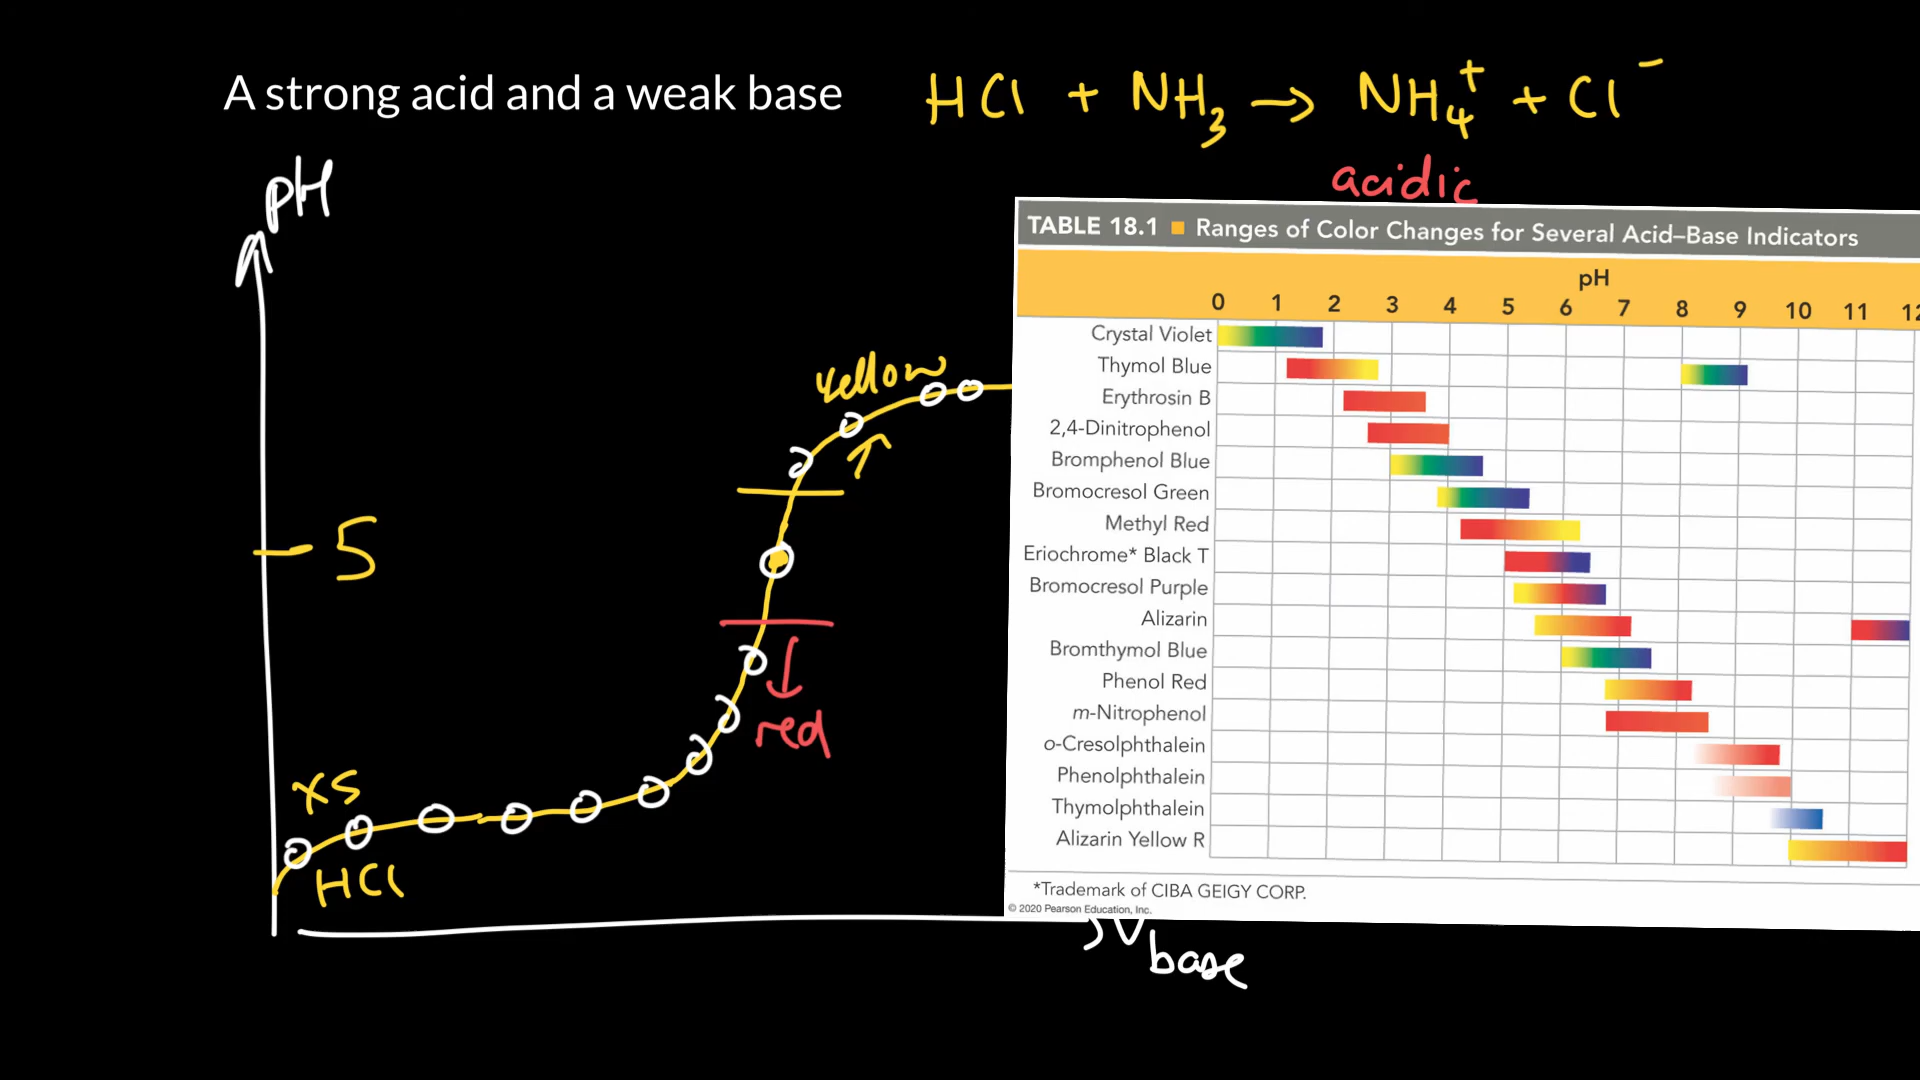 A strong acid and a weak base
HCl + NH₃ → NH₄⁺ + Cl⁻
acidic
pH
TABLE 18.1 ■ Ranges of Color Changes for Several Acid–Base Indicators
pH
0 1 2 3 4 5 6 7 8 9 10 11 12
Crystal Violet
Thymol Blue
Erythrosin B
2,4-Dinitrophenol
Bromphenol Blue
Bromocresol Green
Methyl Red
Eriochrome* Black T
Bromocresol Purple
Alizarin
Bromthymol Blue
Phenol Red
m-Nitrophenol
o-Cresolphthalein
Phenolphthalein
Thymolphthalein
Alizarin Yellow R
*Trademark of CIBA GEIGY CORP.
© 2020 Pearson Education, Inc.
yellow
5
red
XS
HCl
base